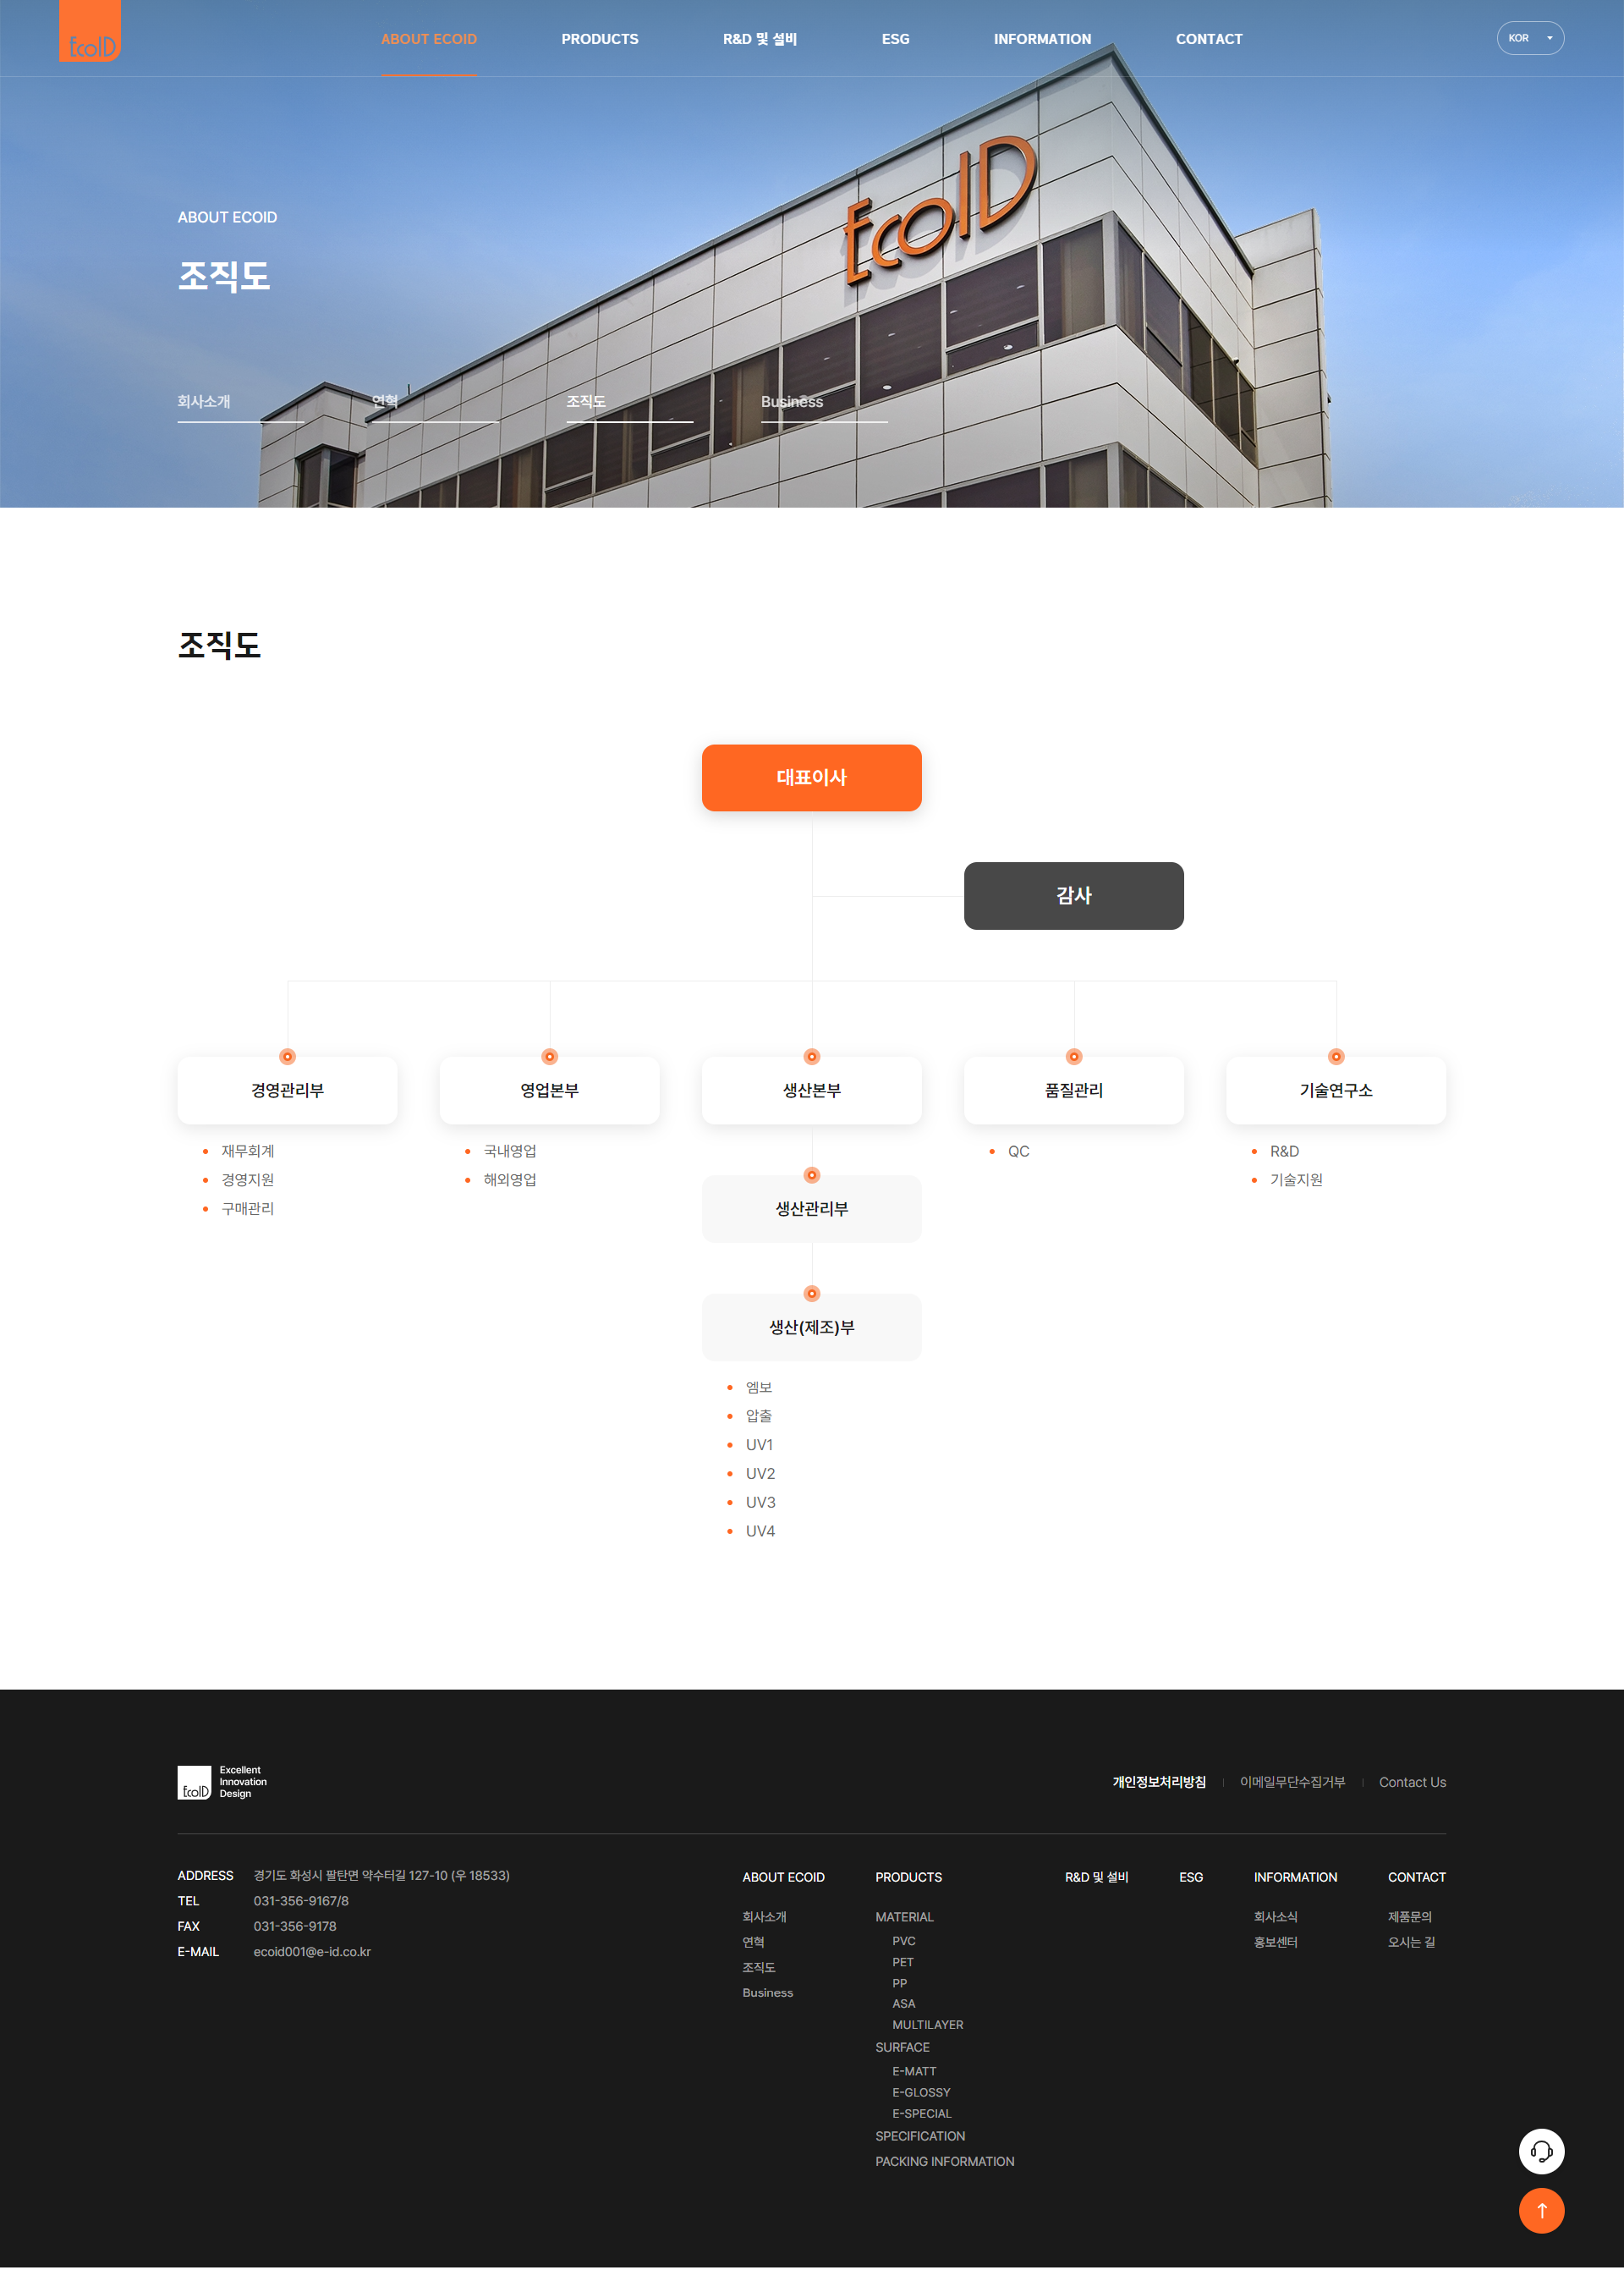 EcoID
ABOUT ECOID
PRODUCTS
R&D 및 설비
ESG
INFORMATION
CONTACT
KOR
EcoID
ABOUT ECOID
조직도
회사소개
연혁
조직도
Business
조직도
대표이사
감사
경영관리부
재무회계
경영지원
구매관리
영업본부
국내영업
해외영업
생산본부
생산관리부
생산(제조)부
엠보
압출
UV1
UV2
UV3
UV4
품질관리
QC
기술연구소
R&D
기술지원
EcoID
Excellent
Innovation
Design
개인정보처리방침
이메일무단수집거부
Contact Us
ADDRESS 경기도 화성시 팔탄면 약수터길 127-10 (우 18533)
TEL 031-356-9167/8
FAX 031-356-9178
E-MAIL ecoid001@e-id.co.kr
ABOUT ECOID
회사소개
연혁
조직도
Business
PRODUCTS
MATERIAL
PVC
PET
PP
ASA
MULTILAYER
SURFACE
E-MATT
E-GLOSSY
E-SPECIAL
SPECIFICATION
PACKING INFORMATION
R&D 및 설비
ESG
INFORMATION
회사소식
홍보센터
CONTACT
제품문의
오시는 길